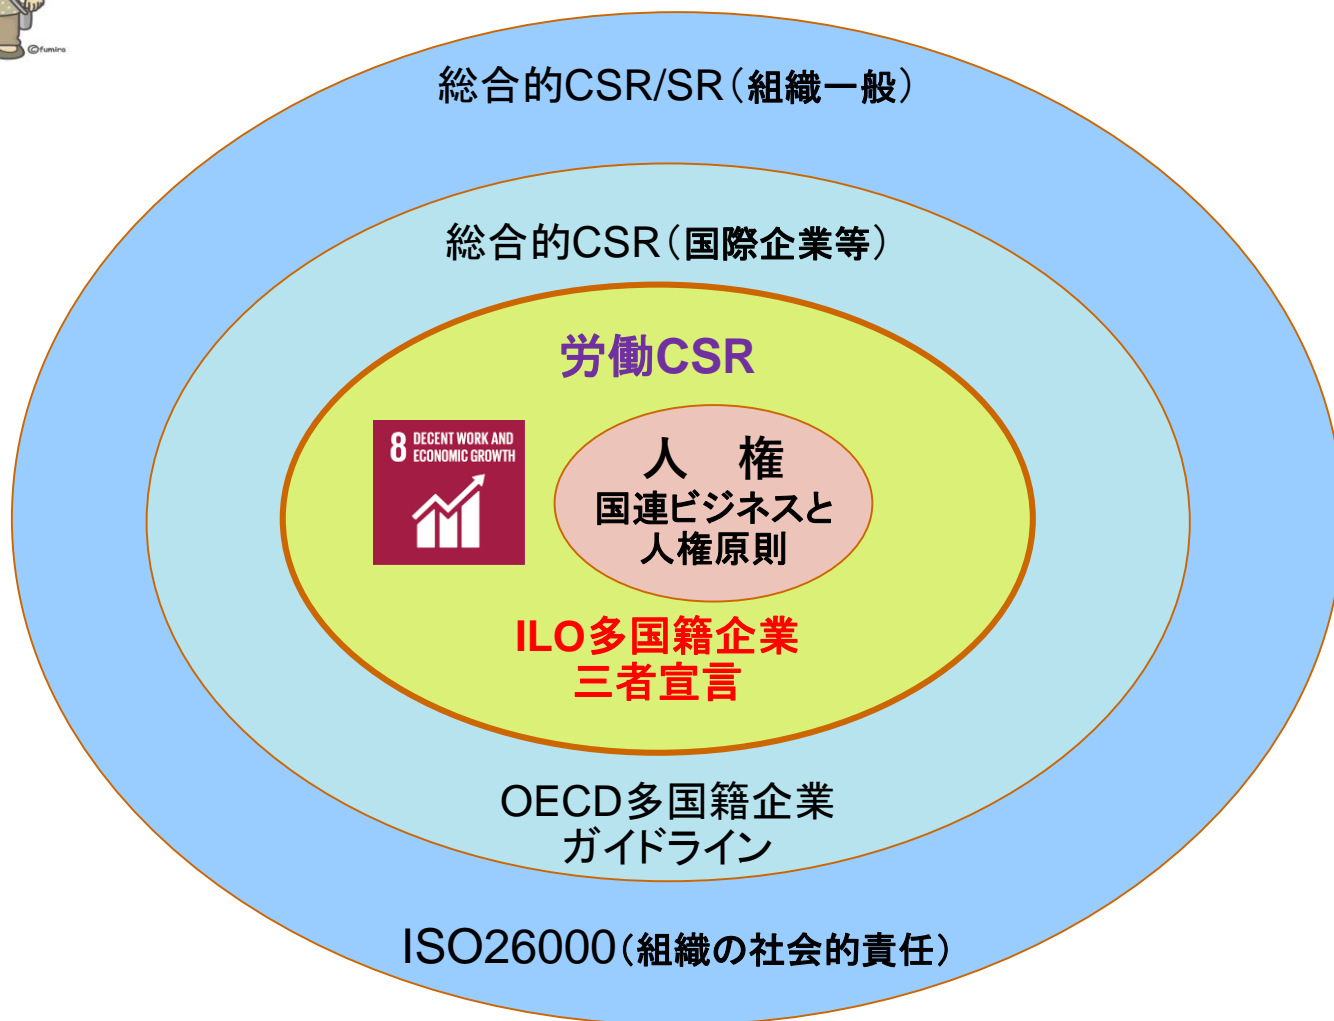 ©fumira
総合的CSR/SR（組織一般）
総合的CSR（国際企業等）
労働CSR
8 DECENT WORK AND
ECONOMIC GROWTH
人　権
国連ビジネスと
人権原則
ILO多国籍企業
三者宣言
OECD多国籍企業
ガイドライン
ISO26000（組織の社会的責任）